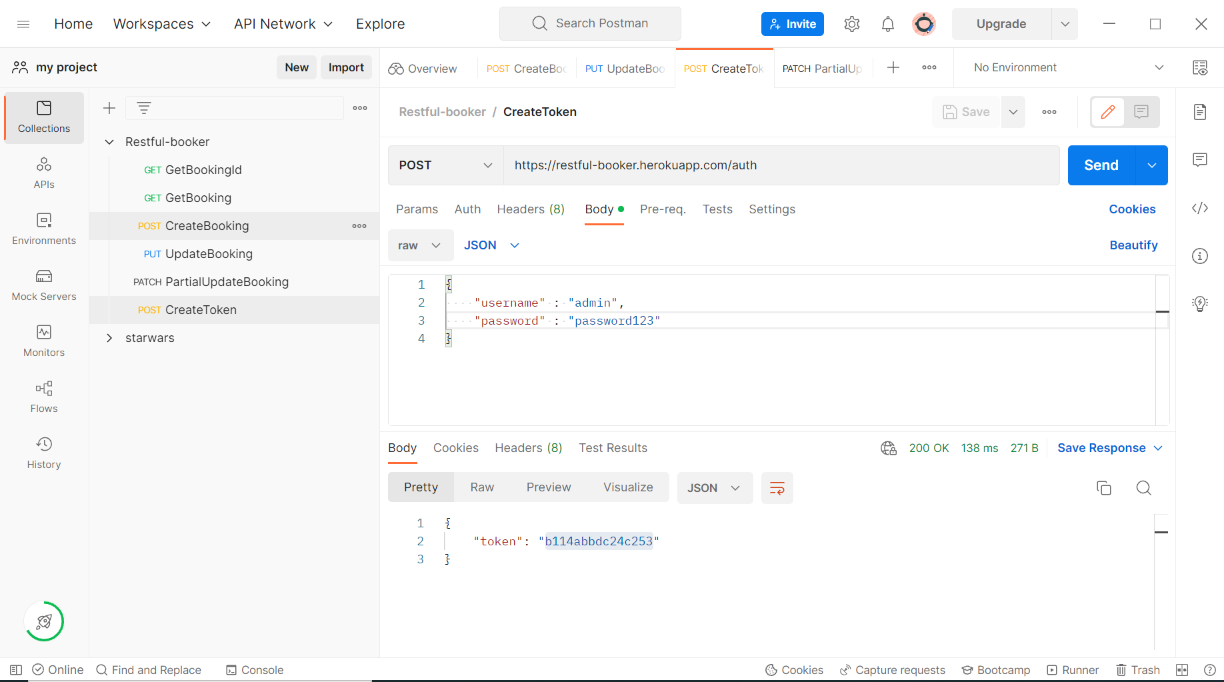 Home Workspaces API Network Explore Search Postman Invite Upgrade
my project New Import
Overview POST CreateBoo PUT UpdateBoo POST CreateTok PATCH PartialUp No Environment
Collections
APIs
Environments
Mock Servers
Monitors
Flows
History
Restful-booker
GET GetBookingId
GET GetBooking
POST CreateBooking
PUT UpdateBooking
PATCH PartialUpdateBooking
POST CreateToken
starwars
Restful-booker / CreateToken Save
POST https://restful-booker.herokuapp.com/auth Send
Params Auth Headers (8) Body Pre-req. Tests Settings Cookies
raw JSON Beautify
1 {
2 "username" : "admin",
3 "password" : "password123"
4 }
Body Cookies Headers (8) Test Results 200 OK 138 ms 271 B Save Response
Pretty Raw Preview Visualize JSON
1 {
2 "token": "b114abbdc24c253"
3 }
Online Find and Replace Console Cookies Capture requests Bootcamp Runner Trash